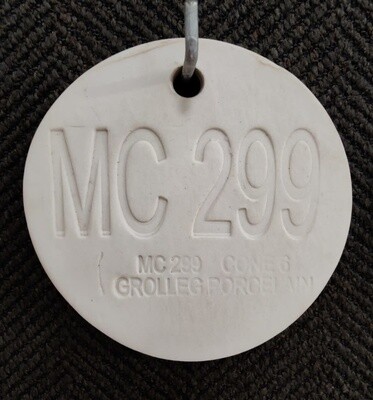 MC 299
MC 299 CONE 6
GROLLEG PORCELAIN